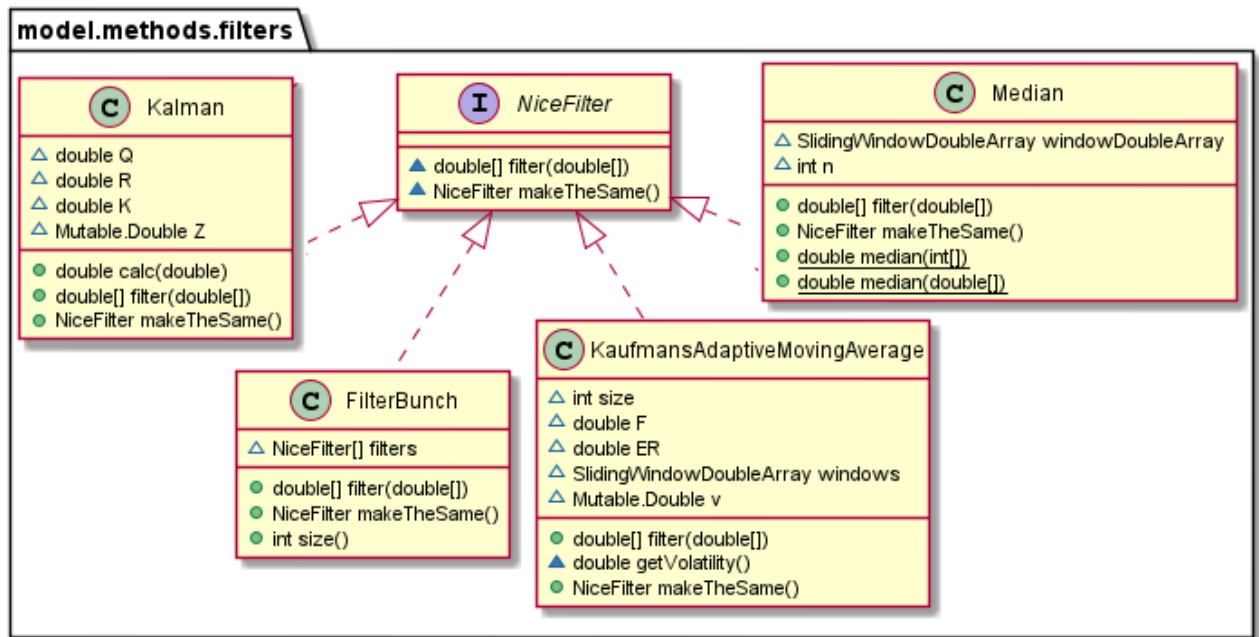 model.methods.filters
C Kalman
double Q
double R
double K
Mutable.Double Z
double calc(double)
double[] filter(double[])
NiceFilter makeTheSame()
I NiceFilter
double[] filter(double[])
NiceFilter makeTheSame()
C Median
SlidingWindowDoubleArray windowDoubleArray
int n
double[] filter(double[])
NiceFilter makeTheSame()
double median(int[])
double median(double[])
C FilterBunch
NiceFilter[] filters
double[] filter(double[])
NiceFilter makeTheSame()
int size()
C KaufmansAdaptiveMovingAverage
int size
double F
double ER
SlidingWindowDoubleArray windows
Mutable.Double v
double[] filter(double[])
double getVolatility()
NiceFilter makeTheSame()